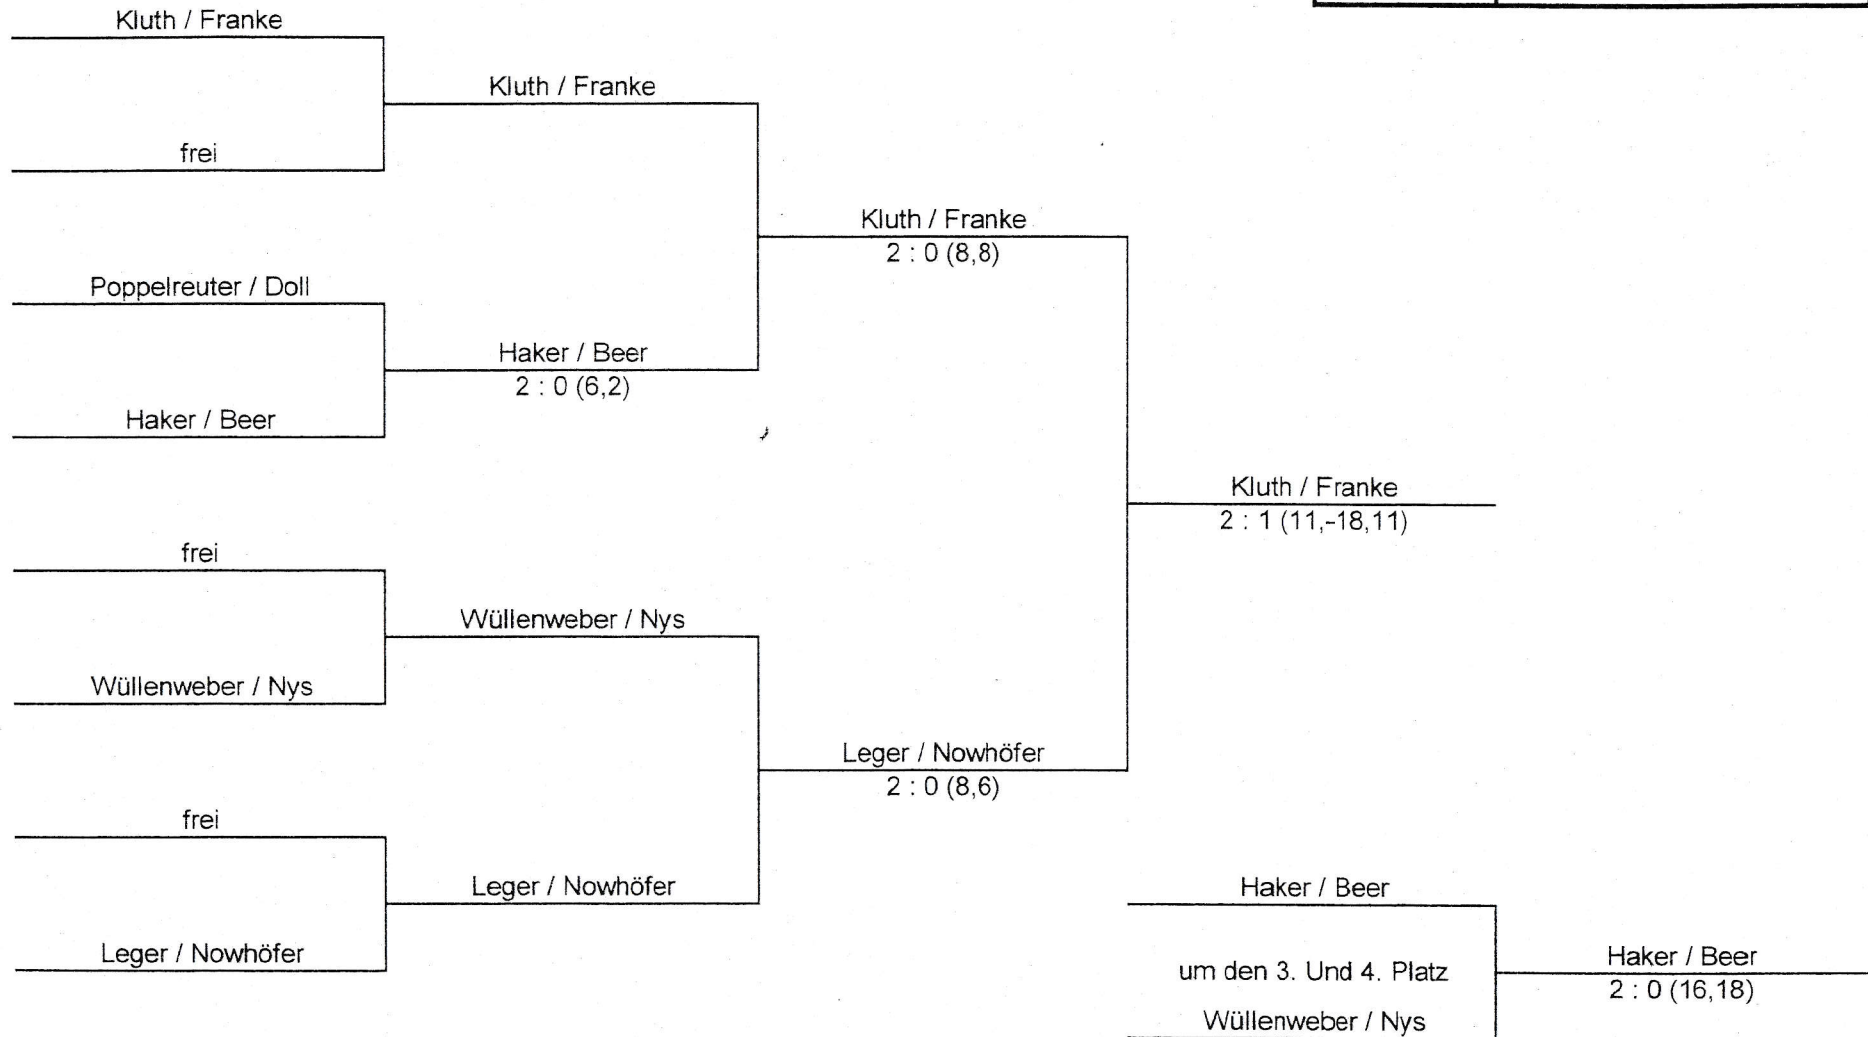 Kluth / Franke
Kluth / Franke
frei
Kluth / Franke
2 : 0 (8,8)
Poppelreuter / Doll
Haker / Beer
2 : 0 (6,2)
Haker / Beer
Kluth / Franke
2 : 1 (11,-18,11)
frei
Wüllenweber / Nys
Wüllenweber / Nys
Leger / Nowhöfer
2 : 0 (8,6)
frei
Leger / Nowhöfer
Haker / Beer
Leger / Nowhöfer
um den 3. Und 4. Platz
Haker / Beer
2 : 0 (16,18)
Wüllenweber / Nys